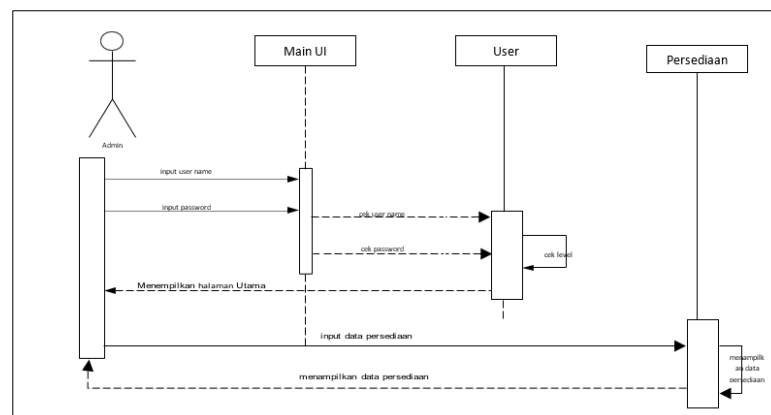 Main UI
User
Persediaan
Admin
input user name
input password
cek user name
cek password
cek level
Menempilkan halaman Utama
input data persediaan
menampilk
an data
persediaan
menampilkan data persediaan